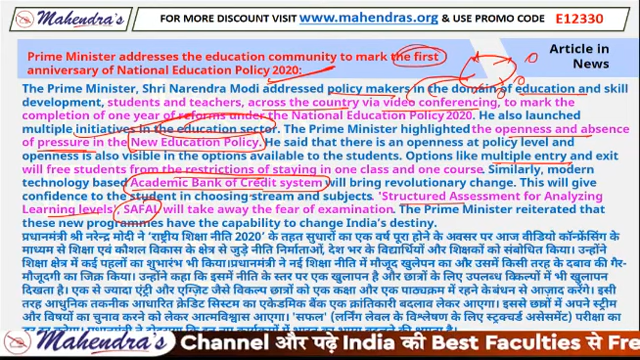 Mahendra's
FOR MORE DISCOUNT VISIT www.mahendras.org & USE PROMO CODE E12330
Prime Minister addresses the education community to mark the first
anniversary of National Education Policy 2020:
Article in
News
The Prime Minister, Shri Narendra Modi addressed policy makers in the domain of education and skill
development, students and teachers, across the country via video conferencing, to mark the
completion of one year of reforms under the National Education Policy 2020. He also launched
multiple initiatives in the education sector. The Prime Minister highlighted the openness and absence
of pressure in the New Education Policy. He said that there is an openness at policy level and
openness is also visible in the options available to the students. Options like multiple entry and exit
will free students from the restrictions of staying in one class and one course. Similarly, modern
technology based Academic Bank of Credit system will bring revolutionary change. This will give
confidence to the student in choosing stream and subjects. 'Structured Assessment for Analyzing
Learning levels' SAFAL will take away the fear of examination. The Prime Minister reiterated that
these new programmes have the capability to change India's destiny.
प्रधानमंत्री श्री नरेन्द्र मोदी ने 'राष्ट्रीय शिक्षा नीति 2020' के तहत सुधारों का एक वर्ष पूरा होने के अवसर पर आज वीडियो कॉन्फ्रेंसिंग के
माध्यम से शिक्षा एवं कौशल विकास के क्षेत्र से जुड़े नीति निर्माताओं, देश भर के विद्यार्थियों और शिक्षकों को संबोधित किया। उन्होंने
शिक्षा क्षेत्र में कई पहलों का शुभारंभ भी किया।प्रधानमंत्री ने नई शिक्षा नीति में मौजूद खुलेपन का और उसमें किसी तरह के दबाव की गैर-
मौजूदगी का जिक्र किया। उन्होंने कहा कि इसमें नीति के स्तर पर एक खुलापन है और छात्रों के लिए उपलब्ध विकल्पों में भी खुलापन
दिखता है। एक से ज्यादा एंट्री और एग्जिट जैसे विकल्प छात्रों को एक कक्षा और एक पाठ्यक्रम में रहने के बंधन से आज़ाद करेंगे। इसी
तरह आधुनिक तकनीक आधारित क्रेडिट सिस्टम का एकेडमिक बैंक एक क्रांतिकारी बदलाव लेकर आएगा। इससे छात्रों में अपने स्ट्रीम
और विषयों का चुनाव करने को लेकर आत्मविश्वास आएगा। 'सफल' (लर्निंग लेवल के विश्लेषण के लिए स्ट्रक्चर्ड असेसमेंट) परीक्षा का
Mahendra's Channel और पढ़े India की Best Faculties से Fre